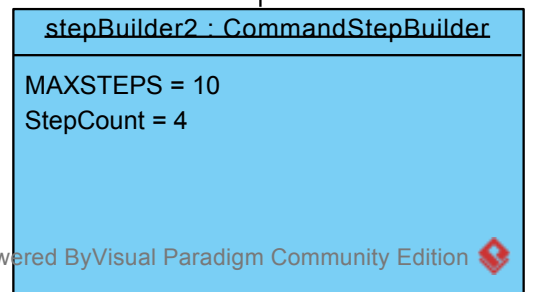 stepBuilder2 : CommandStepBuilder
MAXSTEPS = 10
StepCount = 4
wered ByVisual Paradigm Community Edition